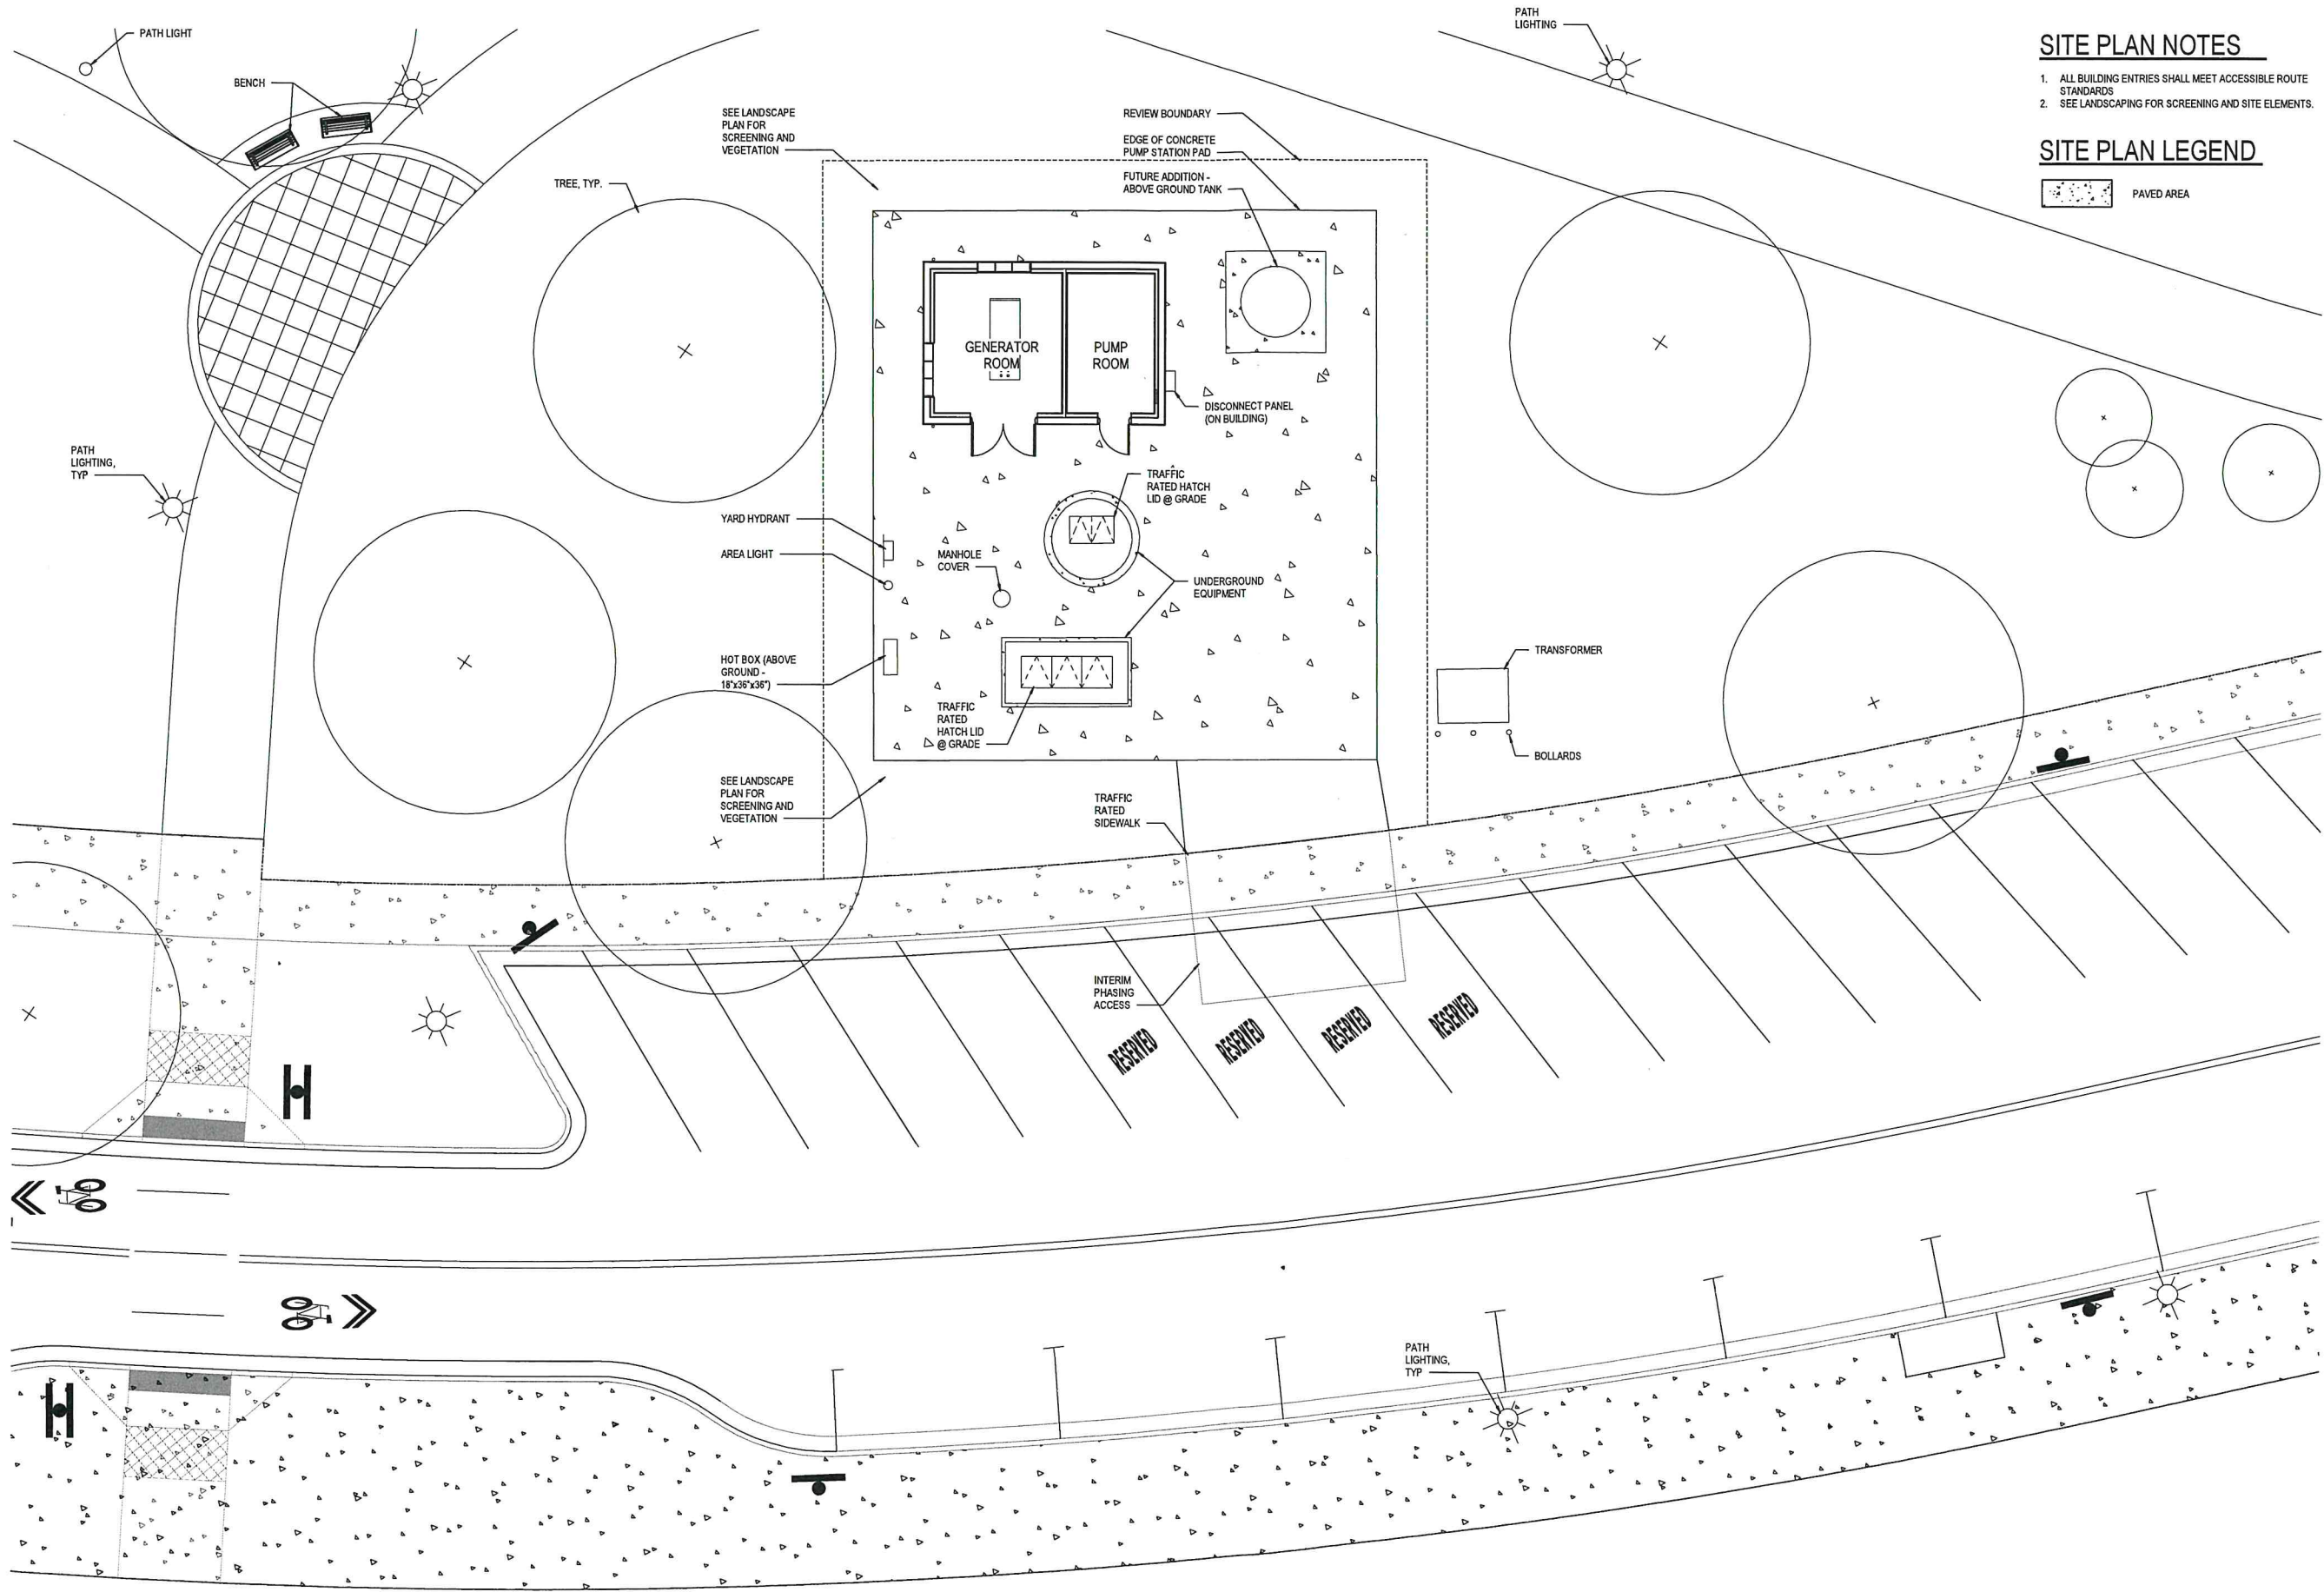 PATH LIGHT
BENCH
PATH
LIGHTING
SITE PLAN NOTES
1. ALL BUILDING ENTRIES SHALL MEET ACCESSIBLE ROUTE
STANDARDS
2. SEE LANDSCAPING FOR SCREENING AND SITE ELEMENTS.
SITE PLAN LEGEND
PAVED AREA
SEE LANDSCAPE
PLAN FOR
SCREENING AND
VEGETATION
REVIEW BOUNDARY
EDGE OF CONCRETE
PUMP STATION PAD
FUTURE ADDITION -
ABOVE GROUND TANK
TREE, TYP.
GENERATOR
ROOM
PUMP
ROOM
DISCONNECT PANEL
(ON BUILDING)
PATH
LIGHTING,
TYP
TRAFFIC
RATED HATCH
LID @ GRADE
YARD HYDRANT
AREA LIGHT
MANHOLE
COVER
UNDERGROUND
EQUIPMENT
HOT BOX (ABOVE
GROUND -
18"x36"x36")
TRAFFIC
RATED
HATCH LID
@ GRADE
TRANSFORMER
BOLLARDS
SEE LANDSCAPE
PLAN FOR
SCREENING AND
VEGETATION
TRAFFIC
RATED
SIDEWALK
INTERIM
PHASING
ACCESS
RESERVED
RESERVED
RESERVED
RESERVED
PATH
LIGHTING,
TYP